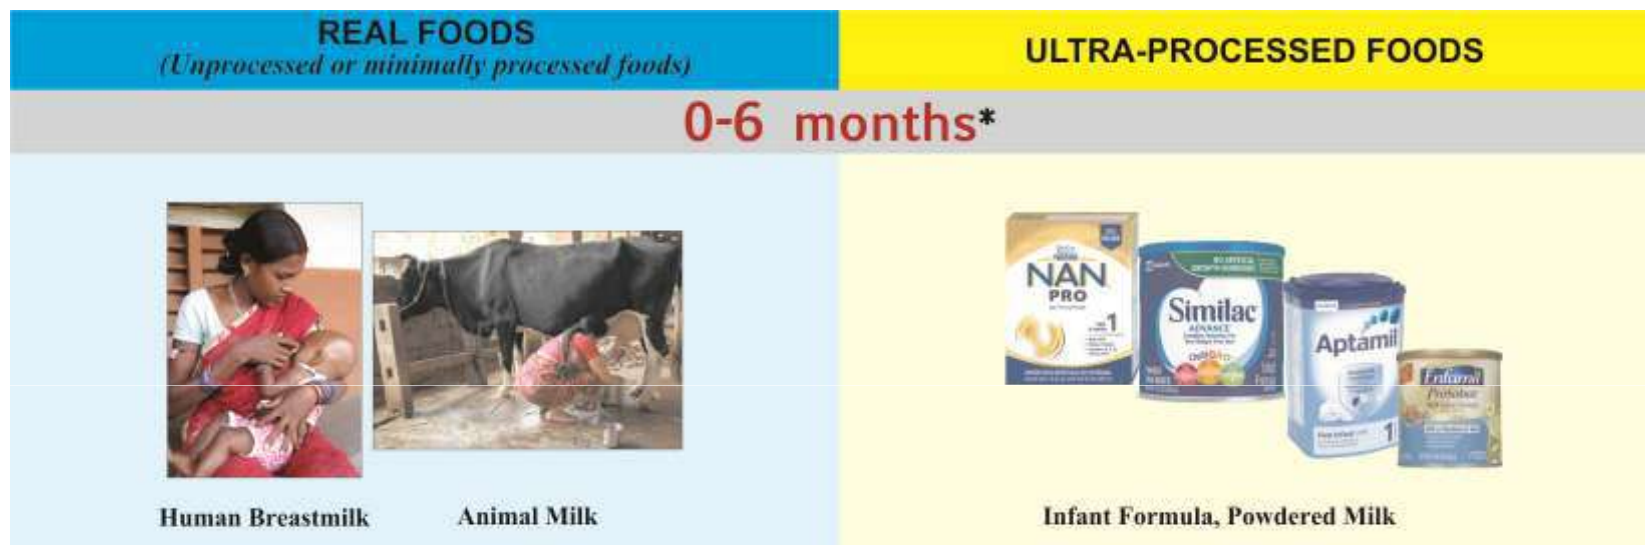 REAL FOODS
(Unprocessed or minimally processed foods)
ULTRA-PROCESSED FOODS
0-6 months*
NAN
PRO
1
Similac
ADVANCE
Aptamil
1
Enfamil
Human Breastmilk
Animal Milk
Infant Formula, Powdered Milk